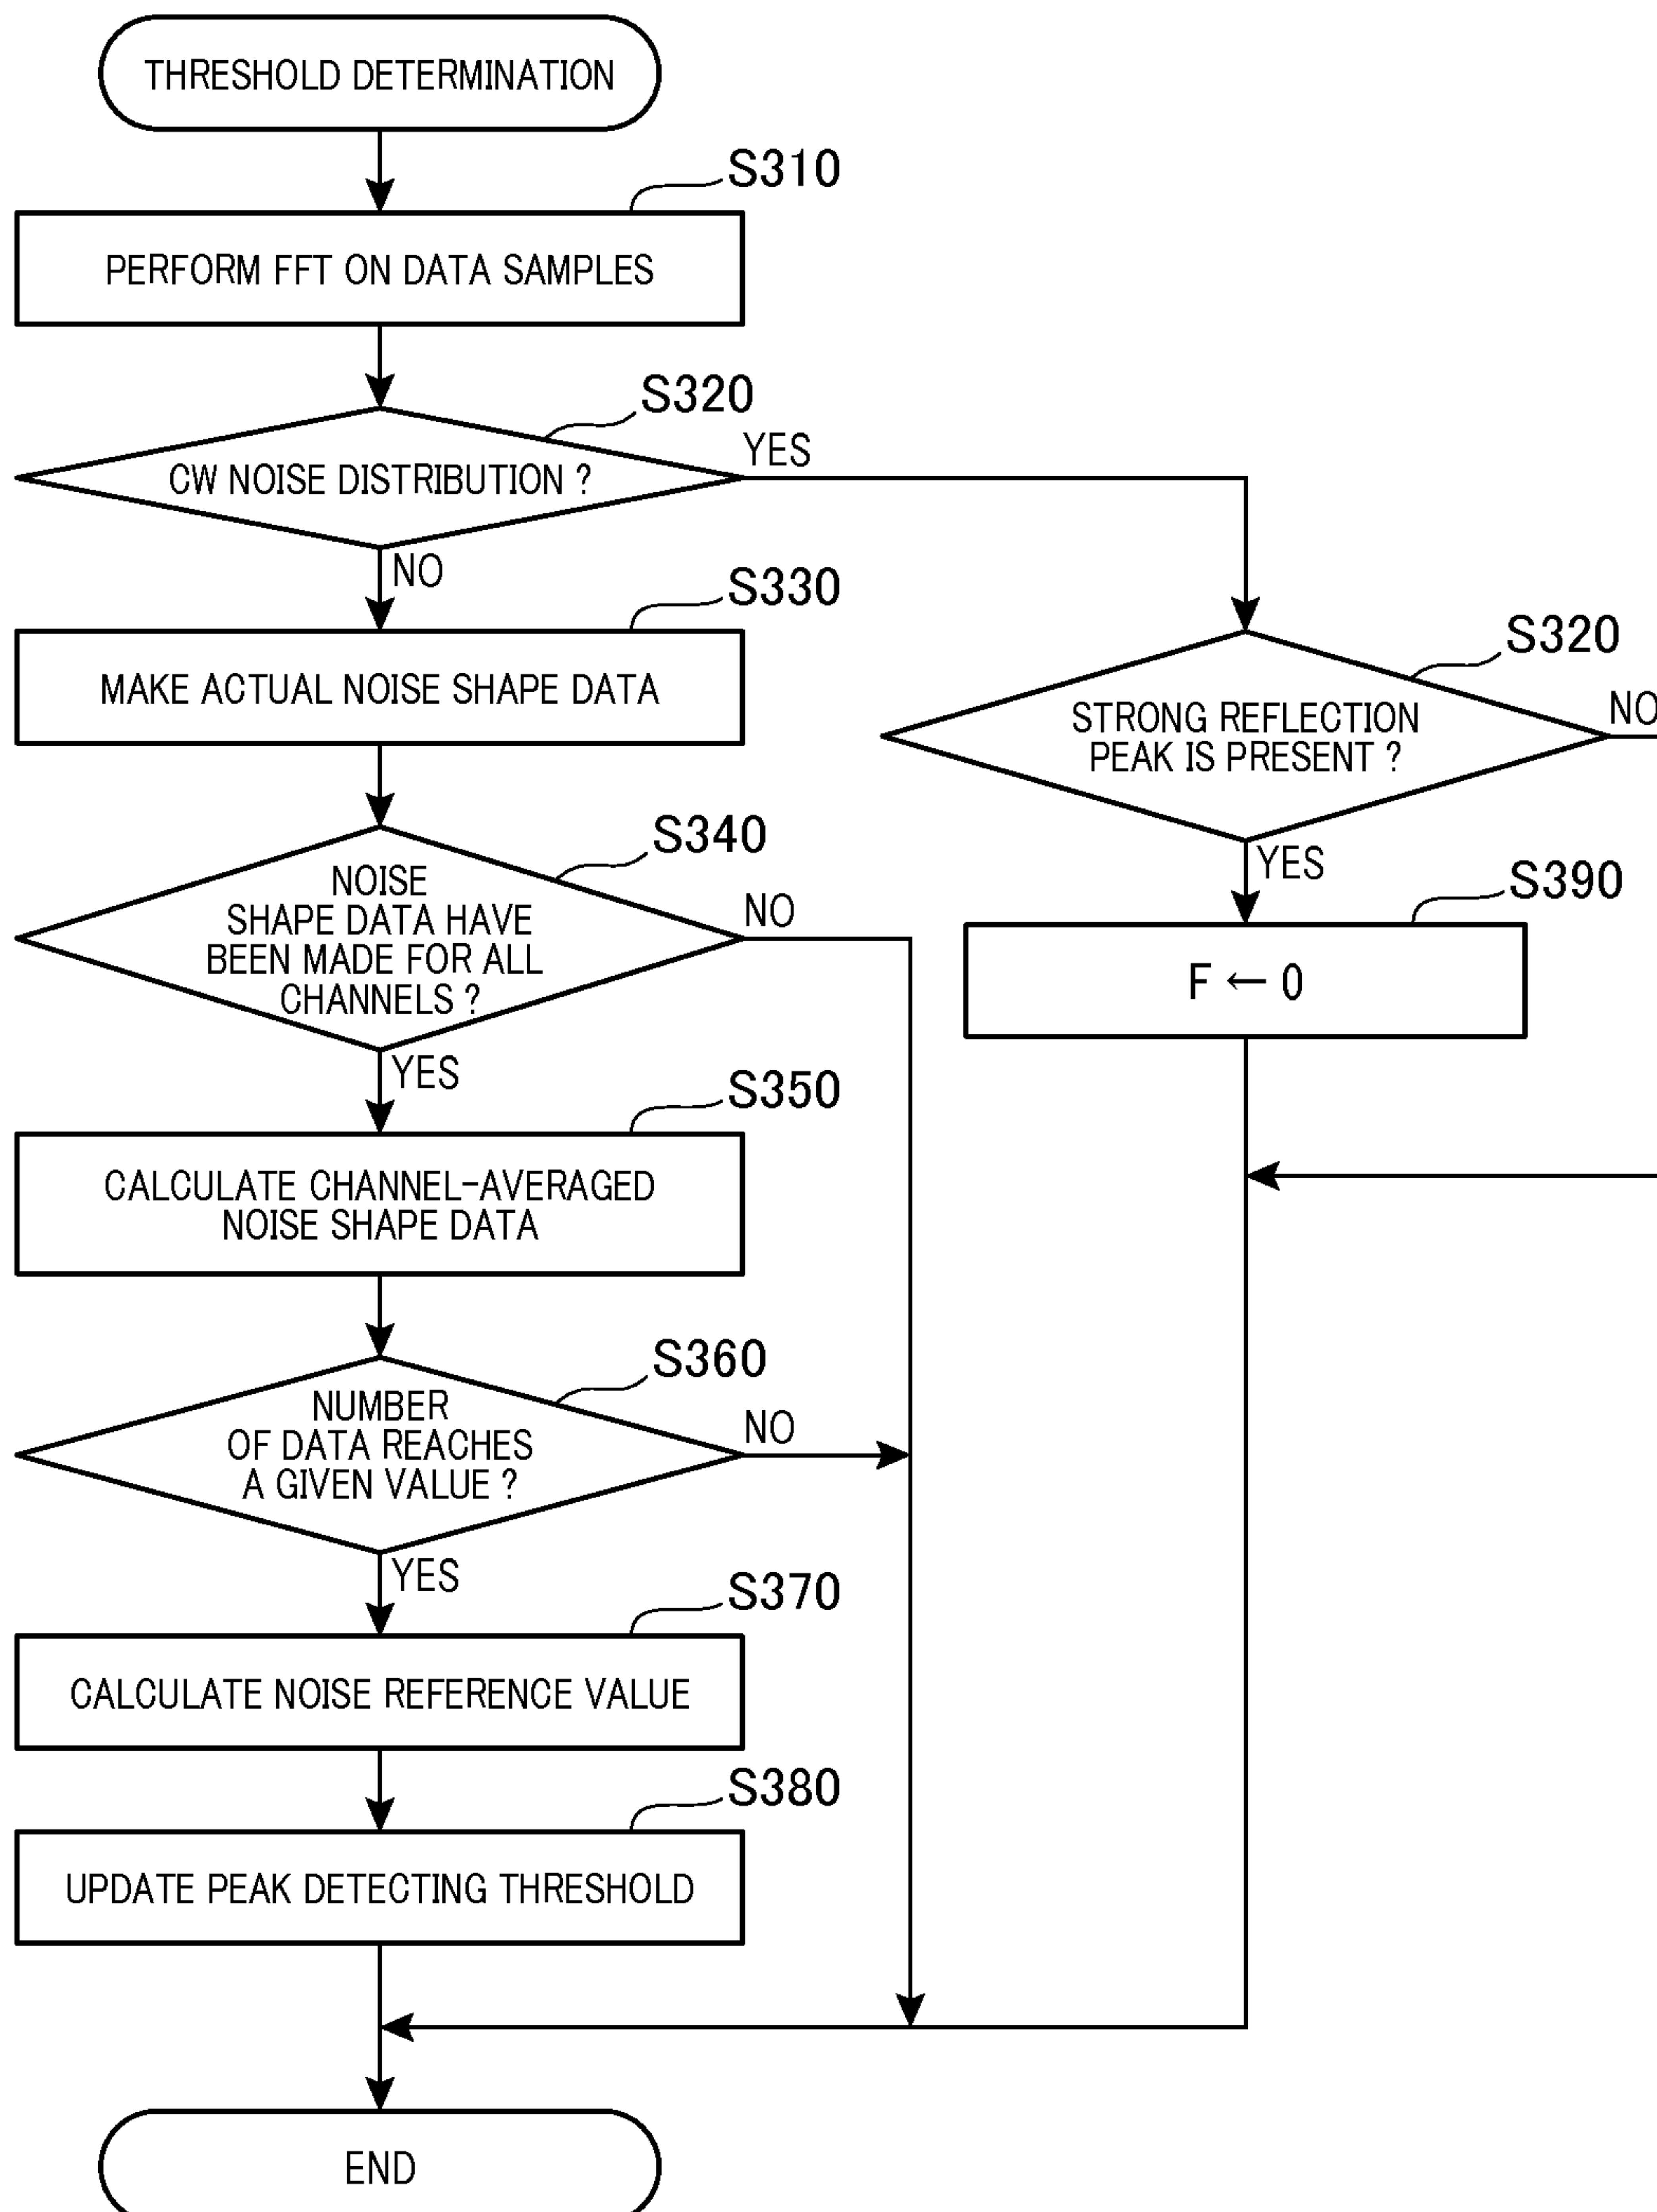 THRESHOLD DETERMINATION
S310
PERFORM FFT ON DATA SAMPLES
S320
CW NOISE DISTRIBUTION ?
YES
NO
S330
MAKE ACTUAL NOISE SHAPE DATA
S320
STRONG REFLECTION
PEAK IS PRESENT ?
NO
YES
S340
NOISE
SHAPE DATA HAVE
BEEN MADE FOR ALL
CHANNELS ?
NO
YES
S390
F ← 0
S350
CALCULATE CHANNEL-AVERAGED
NOISE SHAPE DATA
S360
NUMBER
OF DATA REACHES
A GIVEN VALUE ?
NO
YES
S370
CALCULATE NOISE REFERENCE VALUE
S380
UPDATE PEAK DETECTING THRESHOLD
END